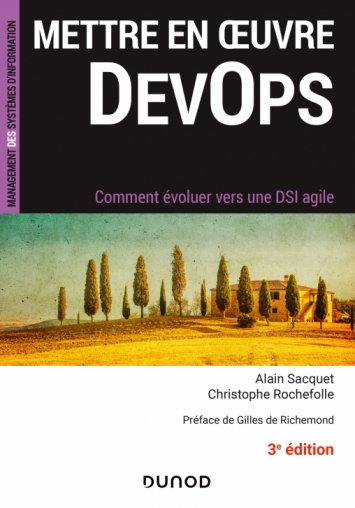 MANAGEMENT DES SYSTÈMES D'INFORMATION
METTRE EN ŒUVRE
DEVOPS
Comment évoluer vers une DSI agile
Alain Sacquet
Christophe Rochefolle
Préface de Gilles de Richemond
3e édition
DUNOD